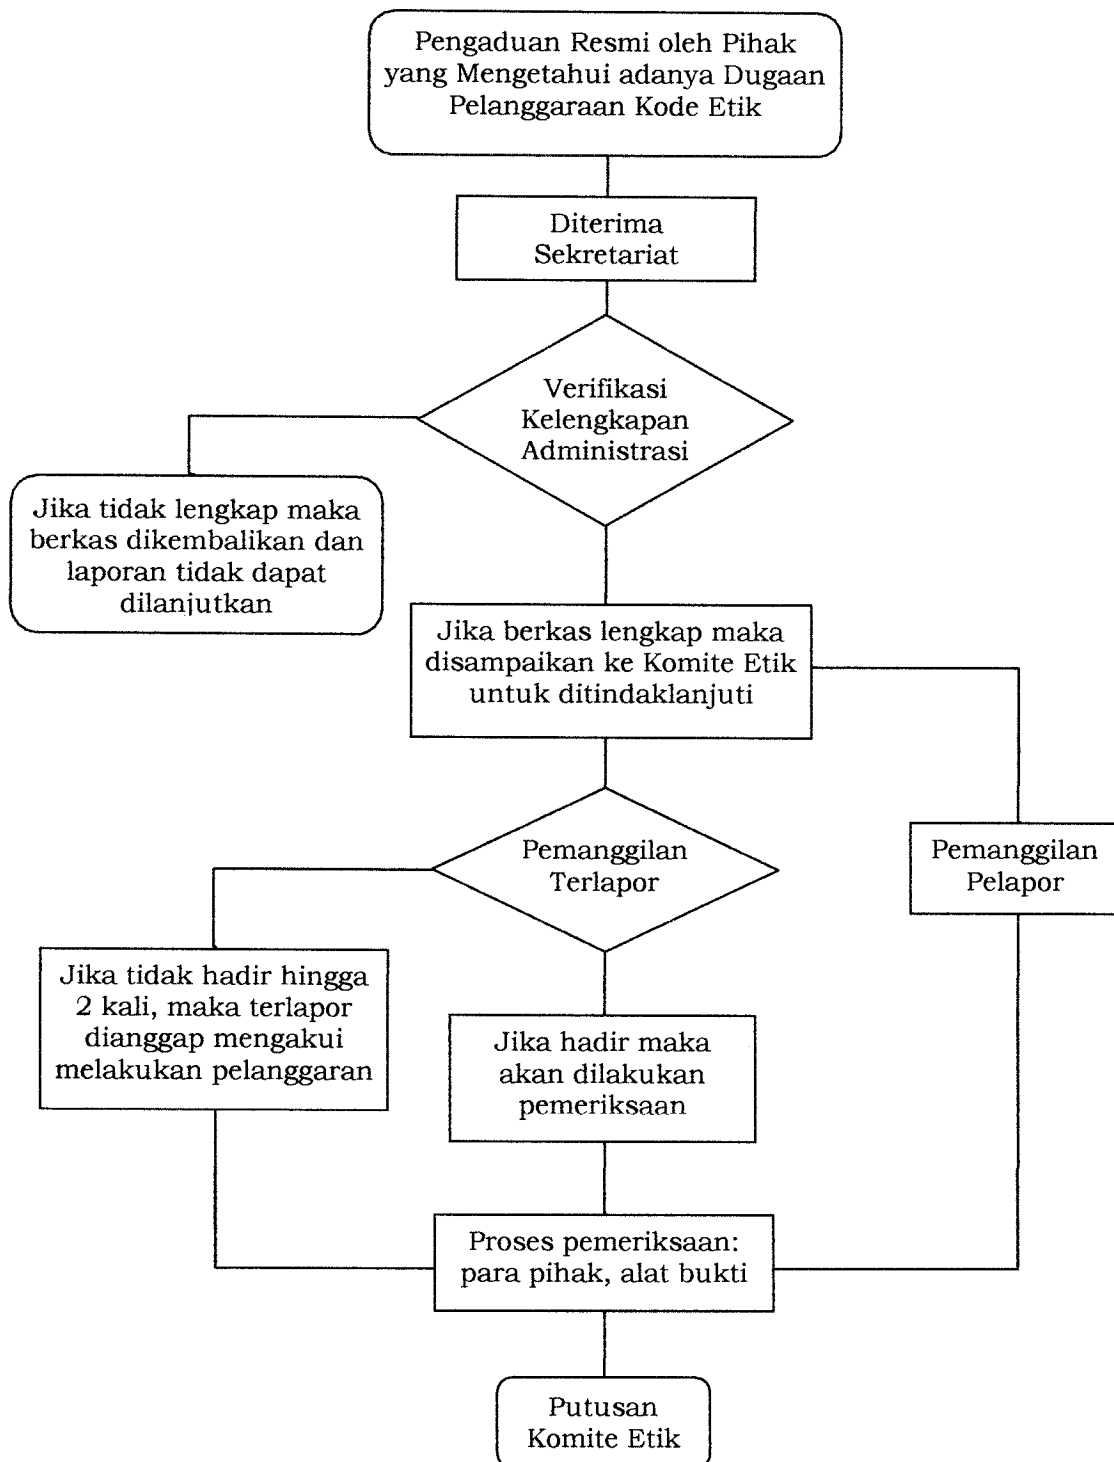 Pengaduan Resmi oleh Pihak
yang Mengetahui adanya Dugaan
Pelanggaraan Kode Etik
Diterima
Sekretariat
Verifikasi
Kelengkapan
Administrasi
Jika tidak lengkap maka
berkas dikembalikan dan
laporan tidak dapat
dilanjutkan
Jika berkas lengkap maka
disampaikan ke Komite Etik
untuk ditindaklanjuti
Pemanggilan
Terlapor
Pemanggilan
Pelapor
Jika tidak hadir hingga
2 kali, maka terlapor
dianggap mengakui
melakukan pelanggaran
Jika hadir maka
akan dilakukan
pemeriksaan
Proses pemeriksaan:
para pihak, alat bukti
Putusan
Komite Etik